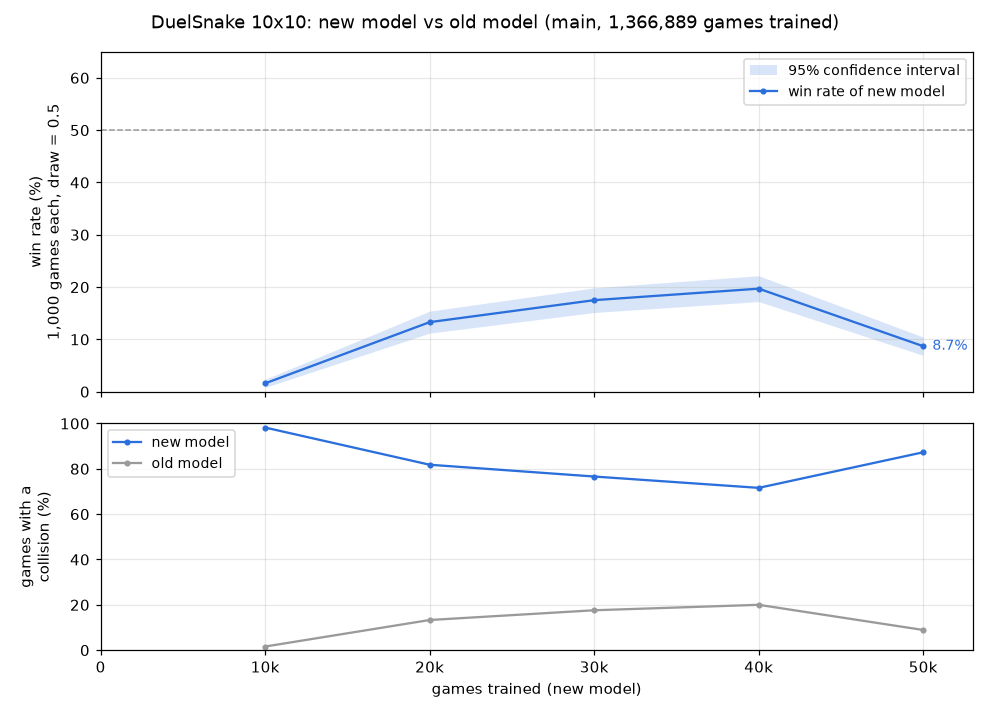 DuelSnake 10x10: new model vs old model (main, 1,366,889 games trained)
win rate (%)
1,000 games each, draw = 0.5
60
50
40
30
20
10
0
95% confidence interval
win rate of new model
8.7%
games with a
collision (%)
100
80
60
40
20
0
new model
old model
0
10k
20k
30k
40k
50k
games trained (new model)